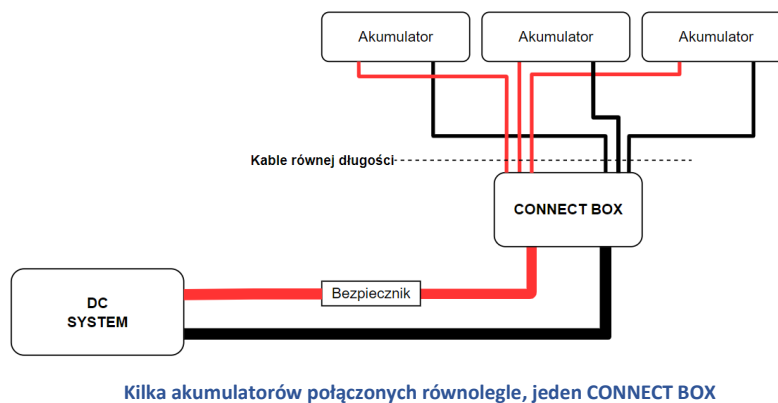 Akumulator
Akumulator
Akumulator
Kable równej długości
CONNECT BOX
Bezpiecznik
DC
SYSTEM
Kilka akumulatorów połączonych równolegle, jeden CONNECT BOX